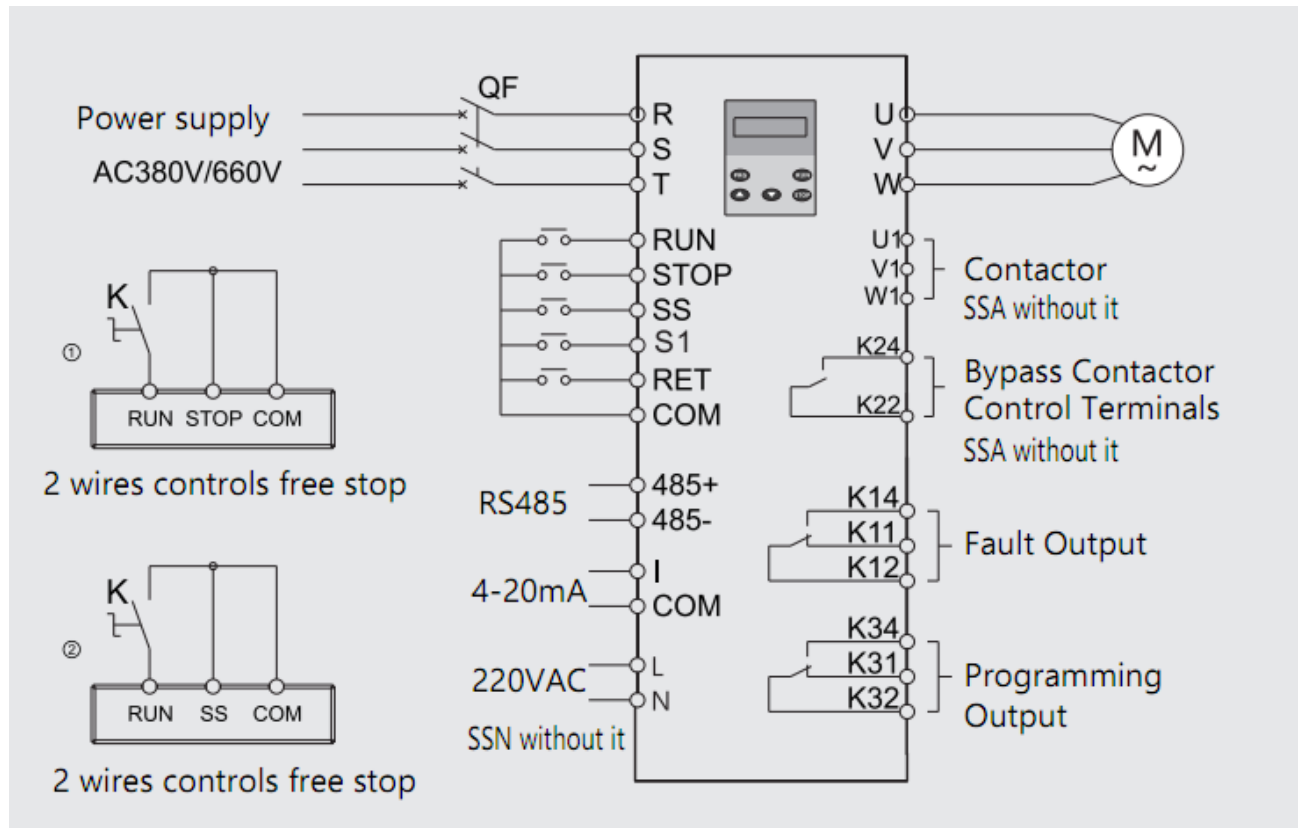 QF
Power supply
AC380V/660V
R
S
T
U
V
W
M
~
RUN
STOP
SS
S1
RET
COM
U1
V1
W1
Contactor
SSA without it
K24
K22
Bypass Contactor
Control Terminals
SSA without it
K
①
RUN STOP COM
2 wires controls free stop
RS485
485+
485-
4-20mA
I
COM
220VAC
L
N
SSN without it
K14
K11
K12
Fault Output
K34
K31
K32
Programming
Output
K
②
RUN SS COM
2 wires controls free stop